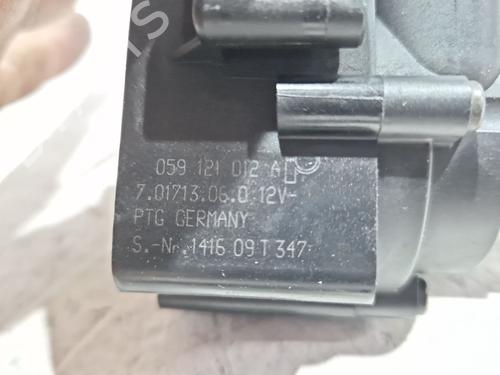 059 121 012 A
7.01713.06.0 12V-
PTG GERMANY
S.-Nr.1416 09 T 347